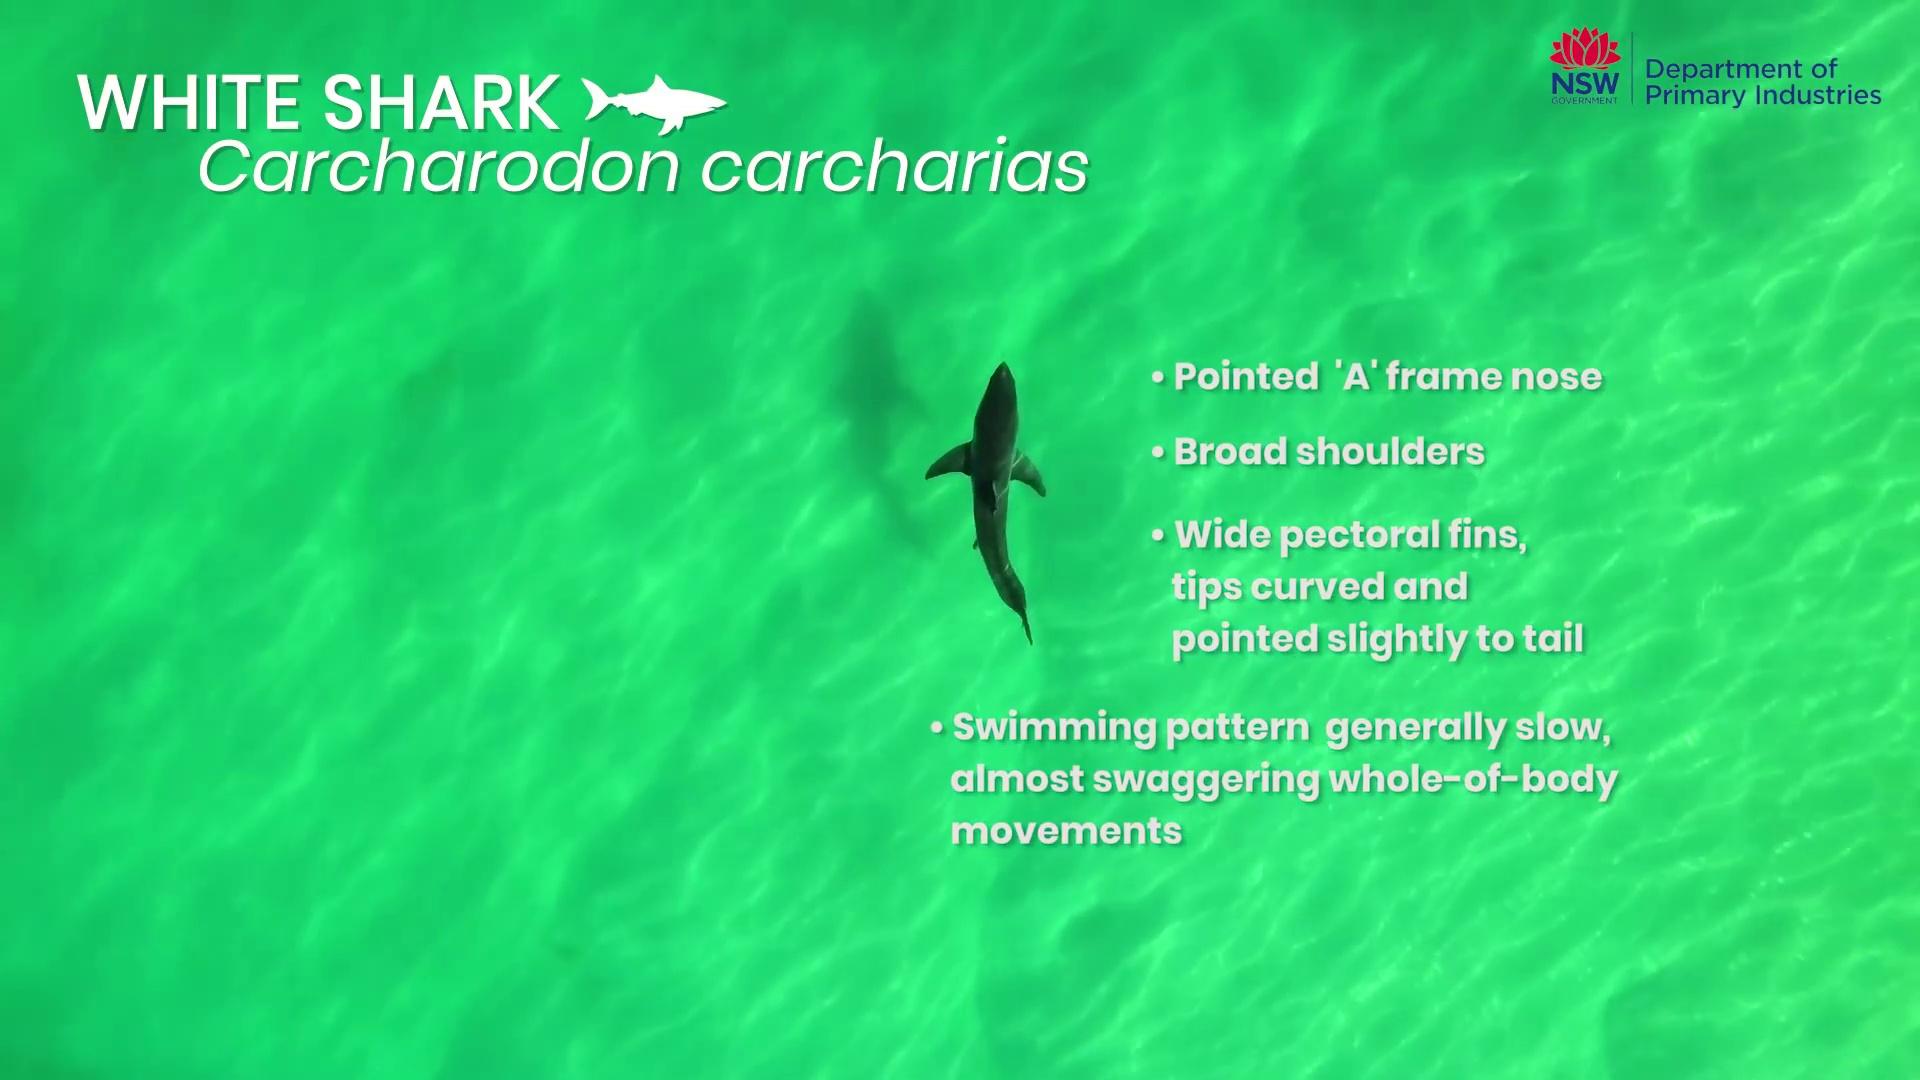 WHITE SHARK
Carcharodon carcharias
NSW
GOVERNMENT
Department of
Primary Industries
• Pointed 'A' frame nose
• Broad shoulders
• Wide pectoral fins,
tips curved and
pointed slightly to tail
• Swimming pattern generally slow,
almost swaggering whole-of-body
movements